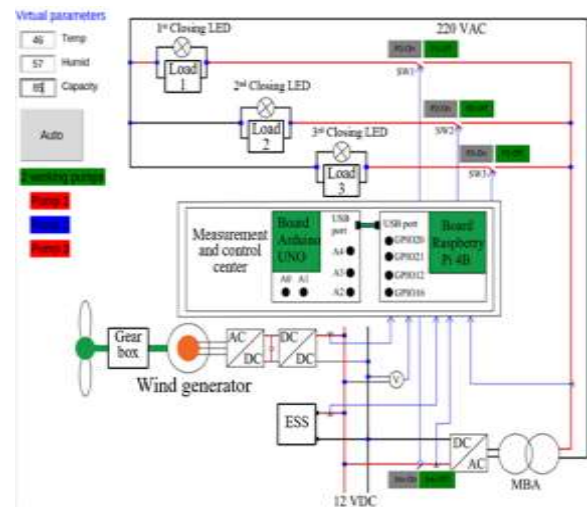 Virtual parameters
46 Temp
57 Humid
85 Capacity
Auto
2 working pumps
Pump 1
Pump 3
1st Closing LED
Load
1
2nd Closing LED
Load
2
3rd Closing LED
Load
3
220 VAC
SW1
SW2
SW3
Measurement
and control
center
Board
Arduino
UNO
USB
port
A4
A3
A2
A0 A1
USB port
GPIO20
GPIO21
GPIO12
GPIO16
Board
Raspberry
Pi 4B
Gear
box
Wind generator
AC
DC
DC
DC
V
ESS
DC
AC
MBA
12 VDC